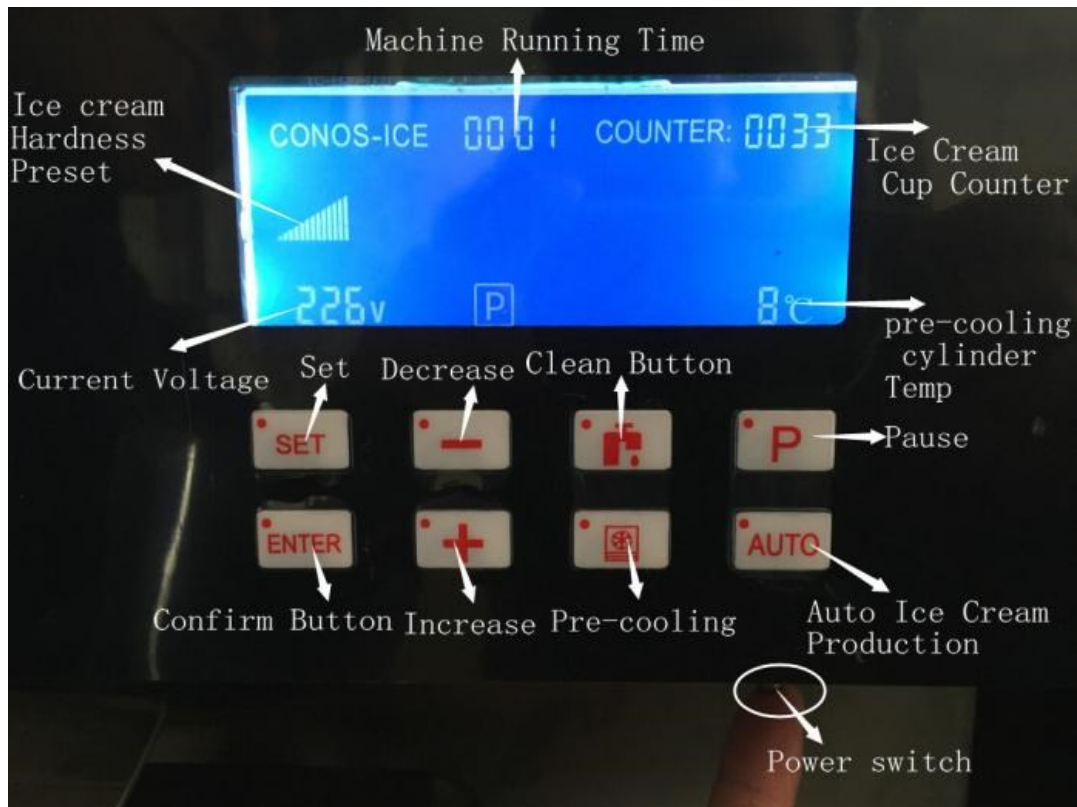 Machine Running Time
Ice cream
Hardness
Preset
CONOS-ICE 0001 COUNTER: 0033
Ice Cream
Cup Counter
226v P 8℃
pre-cooling
cylinder
Temp
Current Voltage
Set
Decrease
Clean Button
SET
P
Pause
ENTER
AUTO
Confirm Button
Increase
Pre-cooling
Auto Ice Cream
Production
Power switch